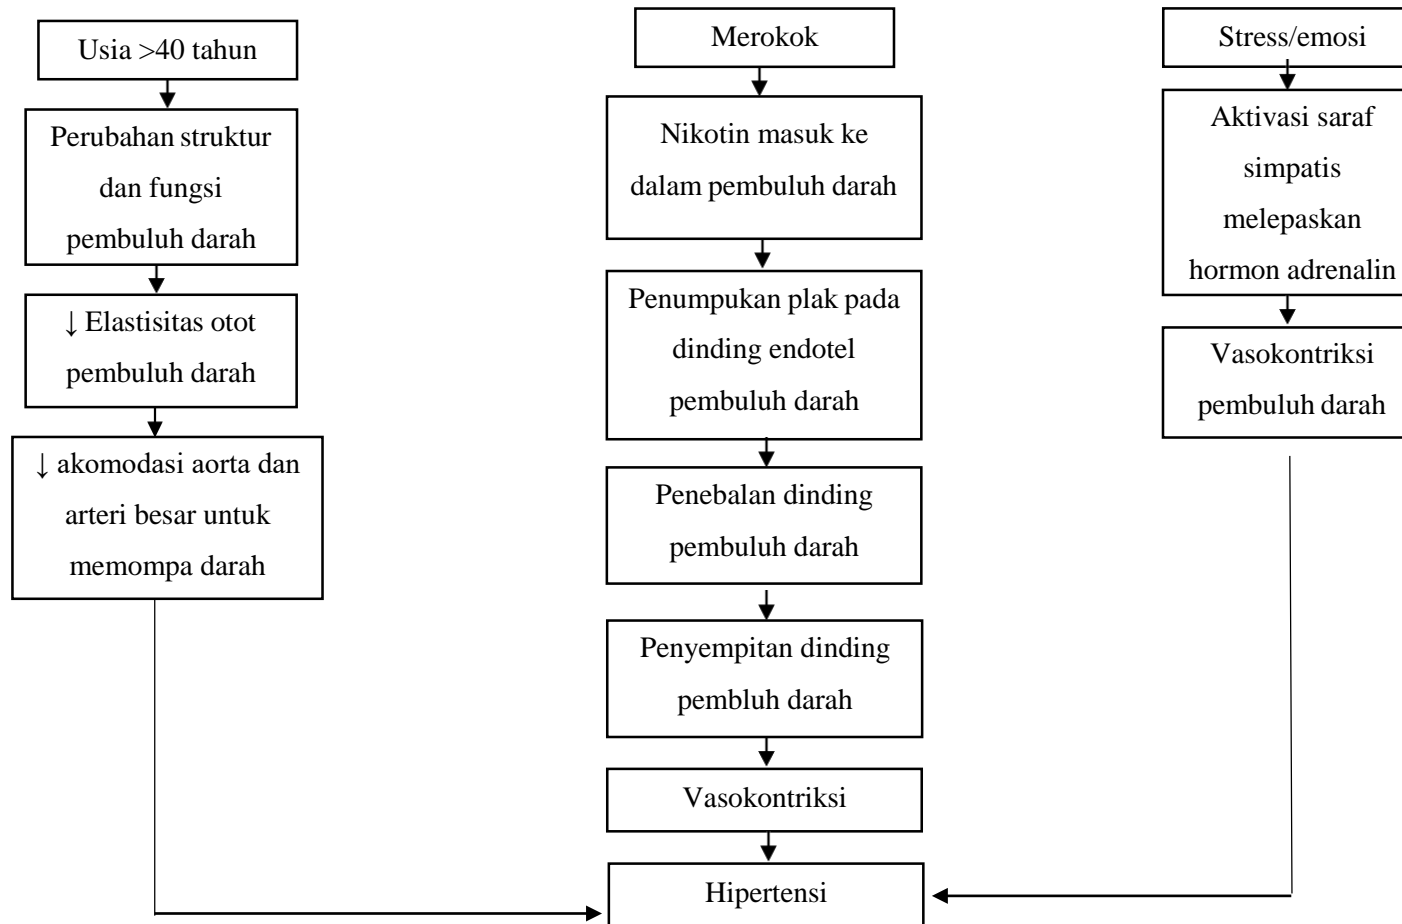 Usia >40 tahun
Perubahan struktur
dan fungsi
pembuluh darah
↓ Elastisitas otot
pembuluh darah
↓ akomodasi aorta dan
arteri besar untuk
memompa darah
Merokok
Nikotin masuk ke
dalam pembuluh darah
Penumpukan plak pada
dinding endotel
pembuluh darah
Penebalan dinding
pembuluh darah
Penyempitan dinding
pembluh darah
Vasokontriksi
Hipertensi
Stress/emosi
Aktivasi saraf
simpatis
melepaskan
hormon adrenalin
Vasokontriksi
pembuluh darah